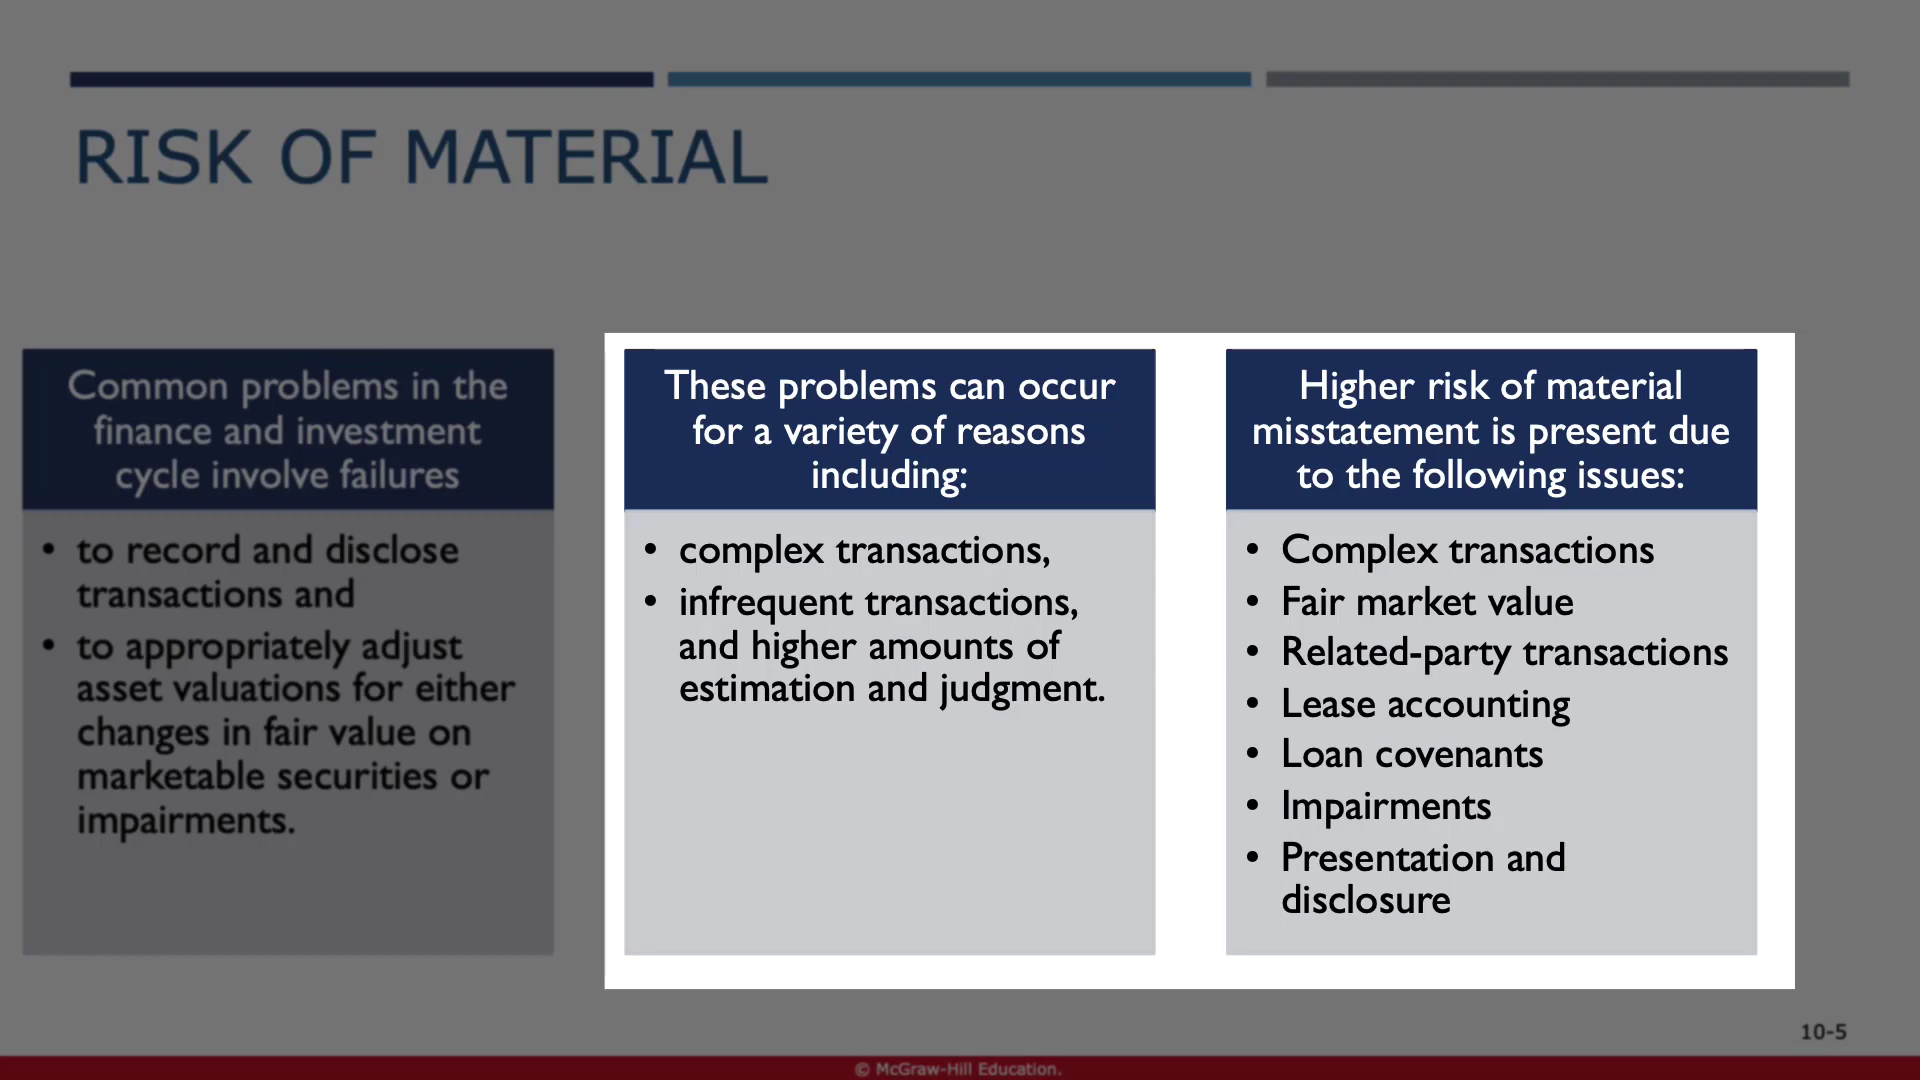 RISK OF MATERIAL
Common problems in the
finance and investment
cycle involve failures
• to record and disclose
transactions and
• to appropriately adjust
asset valuations for either
changes in fair value on
marketable securities or
impairments.
These problems can occur
for a variety of reasons
including:
• complex transactions,
• infrequent transactions,
and higher amounts of
estimation and judgment.
Higher risk of material
misstatement is present due
to the following issues:
• Complex transactions
• Fair market value
• Related-party transactions
• Lease accounting
• Loan covenants
• Impairments
• Presentation and
disclosure
10-5
© McGraw-Hill Education.